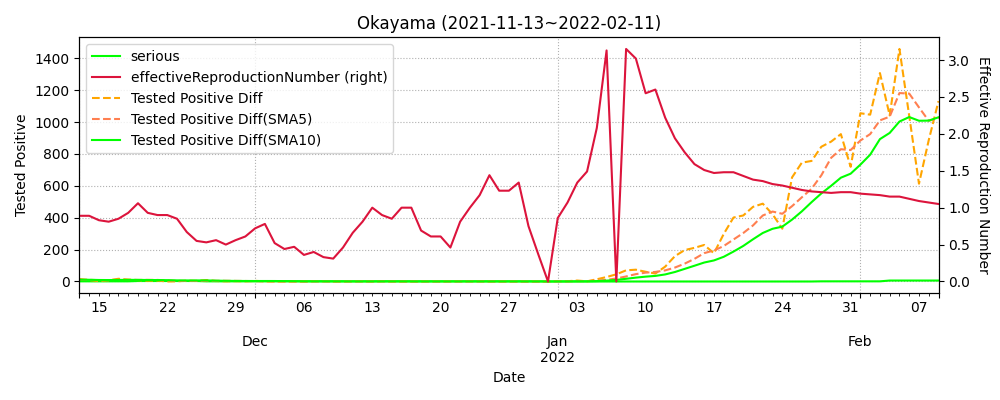 Okayama (2021-11-13~2022-02-11)
serious
effectiveReproductionNumber (right)
Tested Positive Diff
Tested Positive Diff(SMA5)
Tested Positive Diff(SMA10)
Tested Positive
1400
1200
1000
800
600
400
200
0
3.0
2.5
2.0
1.5
1.0
0.5
0.0
Effective Reproduction Number
15 22 29 06 13 20 27 03 10 17 24 31 07
Dec Jan Feb
2022
Date